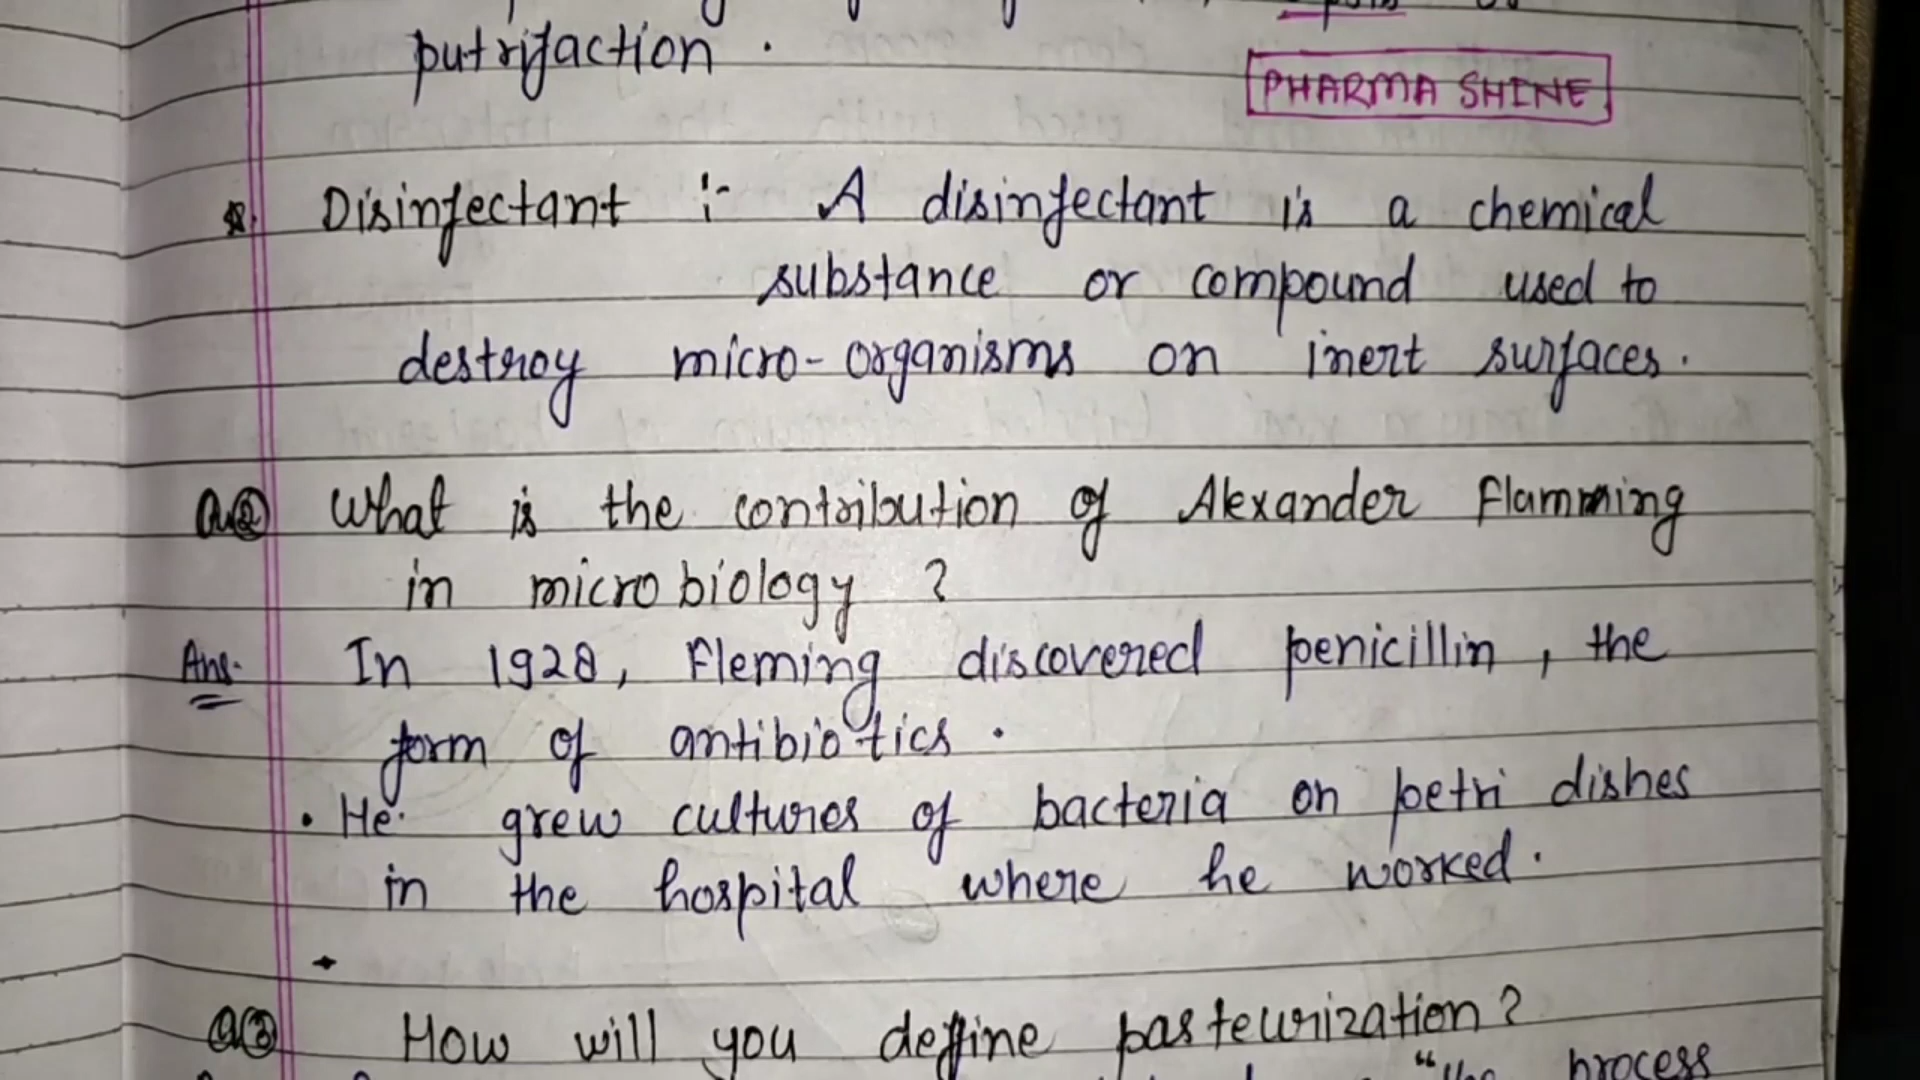 putrifaction .
PHARMA SHINE
Disinfectant :- A disinfectant is a chemical
substance or compound used to
destroy micro-organisms on inert surfaces.
Q.2 What is the contribution of Alexander Flamming
in microbiology ?
Ans. In 1928, Fleming discovered penicillin, the
form of antibiotics.
• He grew cultures of bacteria on petri dishes
in the hospital where he worked.
Q3 How will you define pasteurization?
"the process